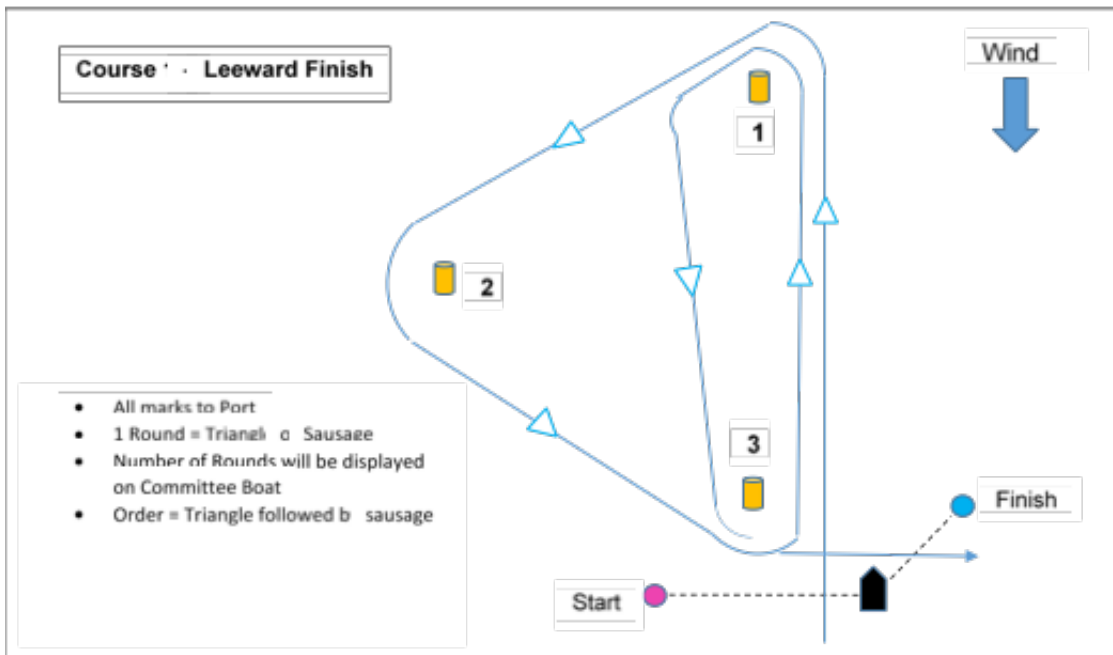 Course Leeward Finish
Wind
1
2
3
All marks to Port
1 Round = Sausage
Number of Rounds will be displayed
on Committee Boat
Order = Triangle followed sausage
Finish
Start